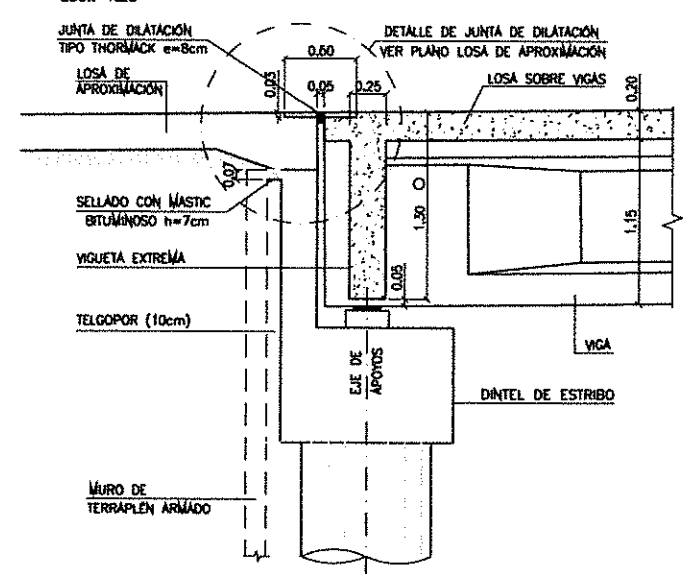 JUNTA DE DILATACIÓN
TIPO THORMACK e=8cm
DETALLE DE JUNTA DE DILATACIÓN
VER PLANO LOSA DE APROXIMACIÓN
0.60
0.03
0.05
0.25
LOSA DE
APROXIMACIÓN
LOSA SOBRE VIGAS
0.20
0.07
SELLADO CON MASTIC
BITUMINOSO h=7cm
1.30
1.15
VIGUETA EXTREMA
0.05
TELGOPOR (10cm)
VIGA
EJE DE
APOYOS
DINTEL DE ESTRIBO
MURO DE
TERRAPLÉN ARMADO